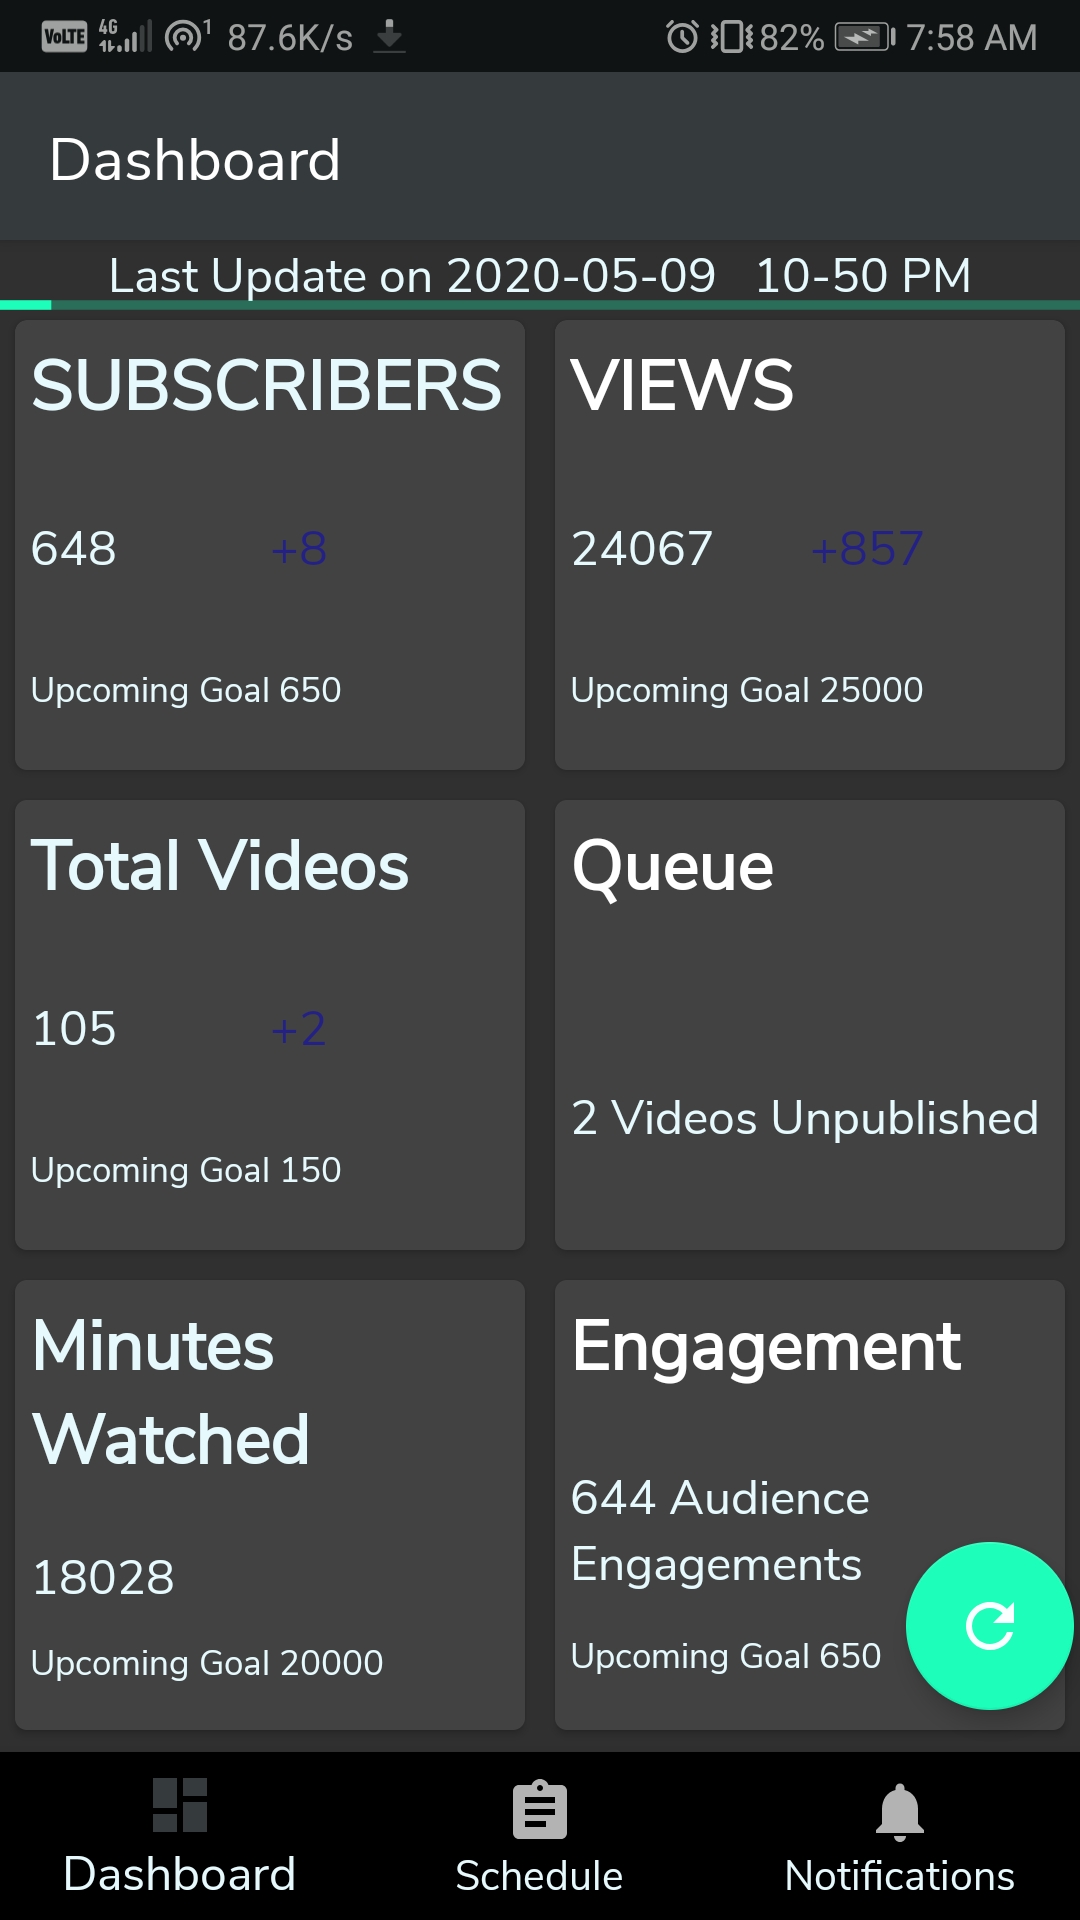 VoLTE 4G 1 87.6K/s 82% 7:58 AM
Dashboard
Last Update on 2020-05-09 10-50 PM
SUBSCRIBERS
648 +8
Upcoming Goal 650
VIEWS
24067 +857
Upcoming Goal 25000
Total Videos
105 +2
Upcoming Goal 150
Queue
2 Videos Unpublished
Minutes
Watched
18028
Upcoming Goal 20000
Engagement
644 Audience
Engagements
Upcoming Goal 650
Dashboard Schedule Notifications